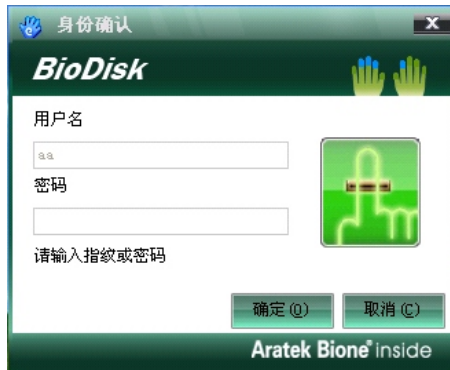 身份确认
BioDisk
用户名
aa
密码
请输入指纹或密码
确定(O) 取消(C)
Aratek Bione® inside